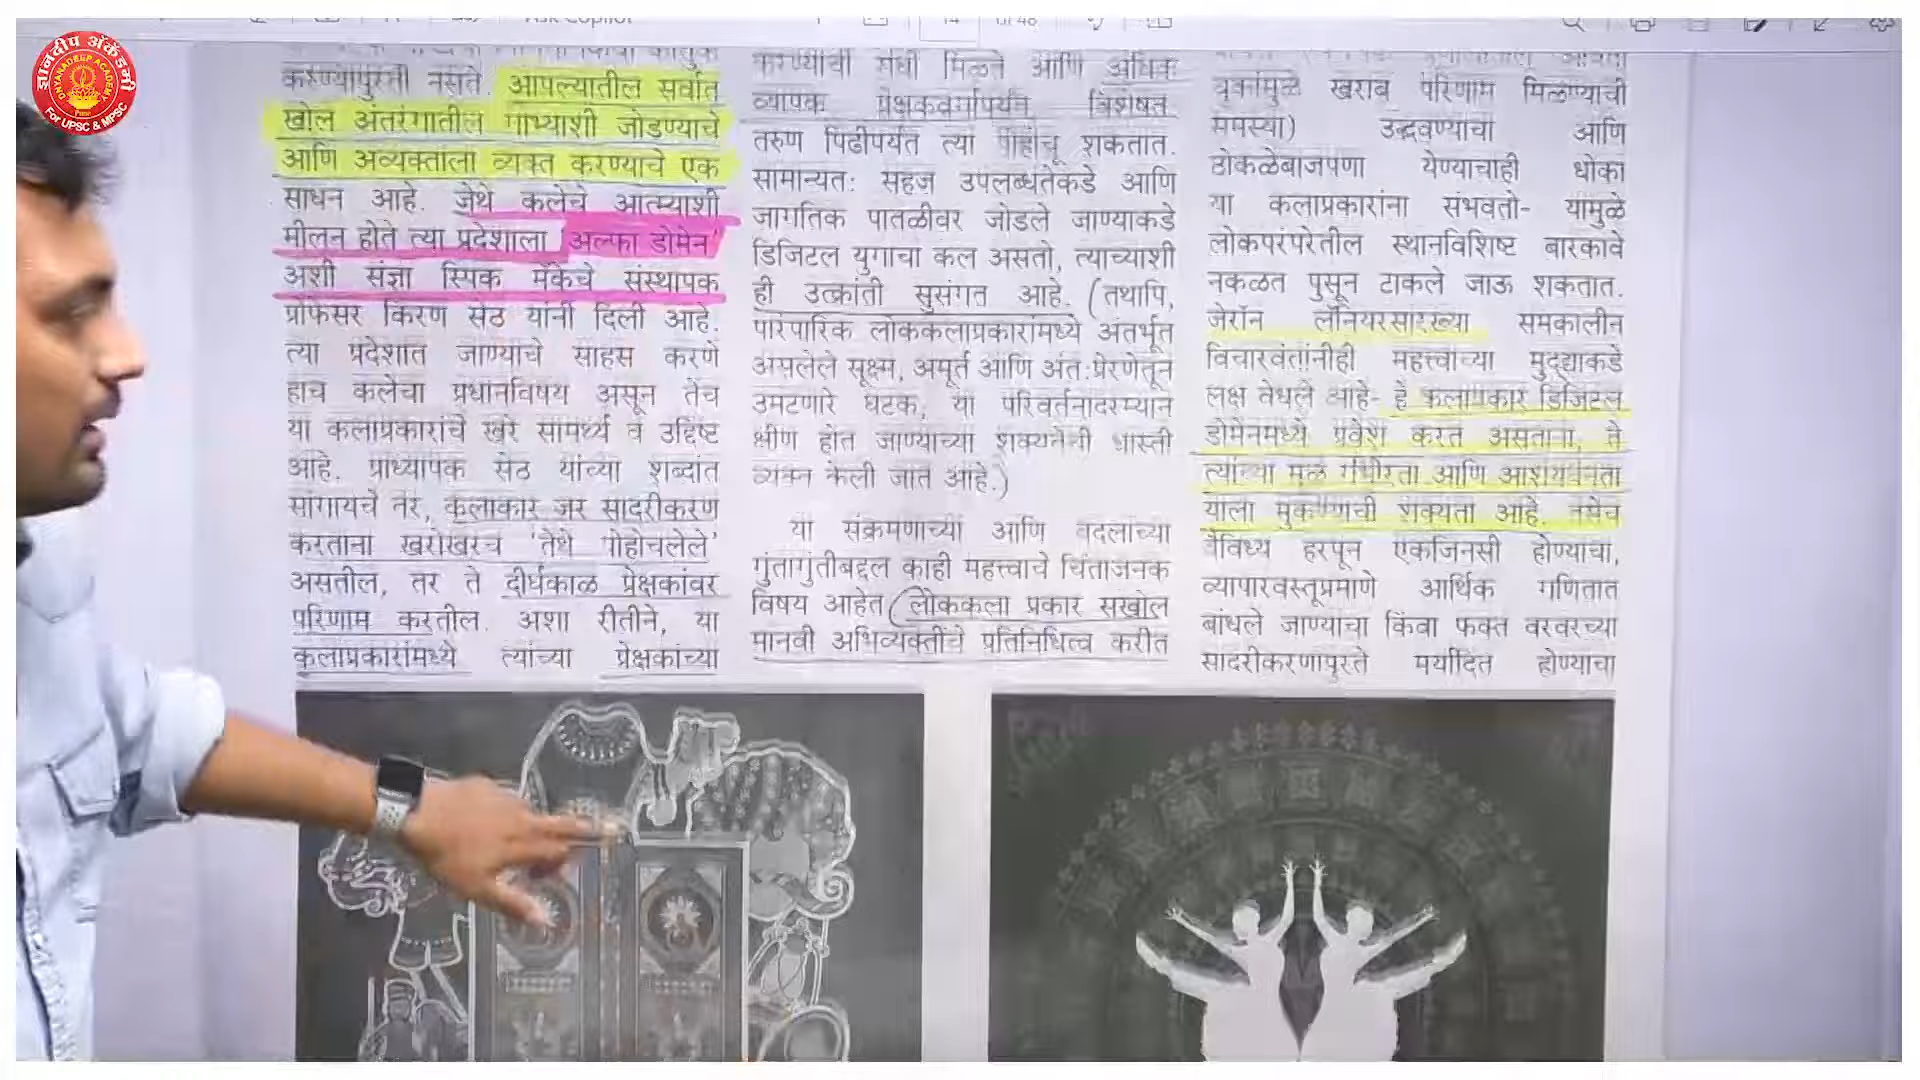 ज्ञानदीप अ‍ॅकॅडमी
DNYANADEEP ACADEMY
For UPSC & MPSC
करण्यापुरती नसते. आपल्यातील सर्वात
खोल अंतरंगातील गाभ्याशी जोडण्याचे
आणि अव्यक्ताला व्यक्त करण्याचे एक
साधन आहे. जेथे कलेचे आत्म्याशी
मीलन होते त्या प्रदेशाला 'अल्फा डोमेन'
अशी संज्ञा स्पिक मॅकेचे संस्थापक
प्रोफेसर किरण सेठ यांनी दिली आहे.
त्या प्रदेशात जाण्याचे साहस करणे
हाच कलेचा प्रधानविषय असून तेच
या कलाप्रकारांचे खरे सामर्थ्य व उद्दिष्ट
आहे. प्राध्यापक सेठ यांच्या शब्दांत
सांगायचे तर, कलाकार जर सादरीकरण
करताना खरोखरच 'तेथे पोहोचलेले'
असतील, तर ते दीर्घकाळ प्रेक्षकांवर
परिणाम करतील. अशा रीतीने, या
कलाप्रकारांमध्ये त्यांच्या प्रेक्षकांच्या
करण्याची संधी मिळते आणि अधिक
व्यापक प्रेक्षकवर्गापर्यंत, विशेषतः
तरुण पिढीपर्यंत त्या पोहोचू शकतात.
सामान्यतः सहज उपलब्धतेकडे आणि
जागतिक पातळीवर जोडले जाण्याकडे
डिजिटल युगाचा कल असतो, त्याच्याशी
ही उत्क्रांती सुसंगत आहे. (तथापि,
पारंपारिक लोककलाप्रकारांमध्ये अंतर्भूत
असलेले सूक्ष्म, अमूर्त आणि अंत:प्रेरणेतून
उमटणारे घटक, या परिवर्तनादरम्यान
क्षीण होत जाण्याच्या शक्यतेची धास्ती
व्यक्त केली जात आहे.)
या संक्रमणाच्या आणि बदलांच्या
गुंतागुंतीबद्दल काही महत्त्वाचे चिंताजनक
विषय आहेत (लोककला प्रकार सखोल
मानवी अभिव्यक्तीचे प्रतिनिधित्व करीत
चुकांमुळे खराब परिणाम मिळण्याची
समस्या) उद्भवण्याचा आणि
ठोकळेबाजपणा येण्याचाही धोका
या कलाप्रकारांना संभवतो- यामुळे
लोकपरंपरेतील स्थानविशिष्ट बारकावे
नकळत पुसून टाकले जाऊ शकतात.
जेरॉन लॅनियरसारख्या समकालीन
विचारवंतांनीही महत्त्वाच्या मुद्द्याकडे
लक्ष वेधले आहे- हे कलाप्रकार डिजिटल
डोमेनमध्ये प्रवेश करत असताना, ते
त्यांच्या मूळ गंभीरता आणि आशयघनता
याला मुकण्याची शक्यता आहे. तसेच
वैविध्य हरपून एकजिनसी होण्याचा,
व्यापारवस्तूप्रमाणे आर्थिक गणितात
बांधले जाण्याचा किंवा फक्त वरवरच्या
सादरीकरणापुरते मर्यादित होण्याचा